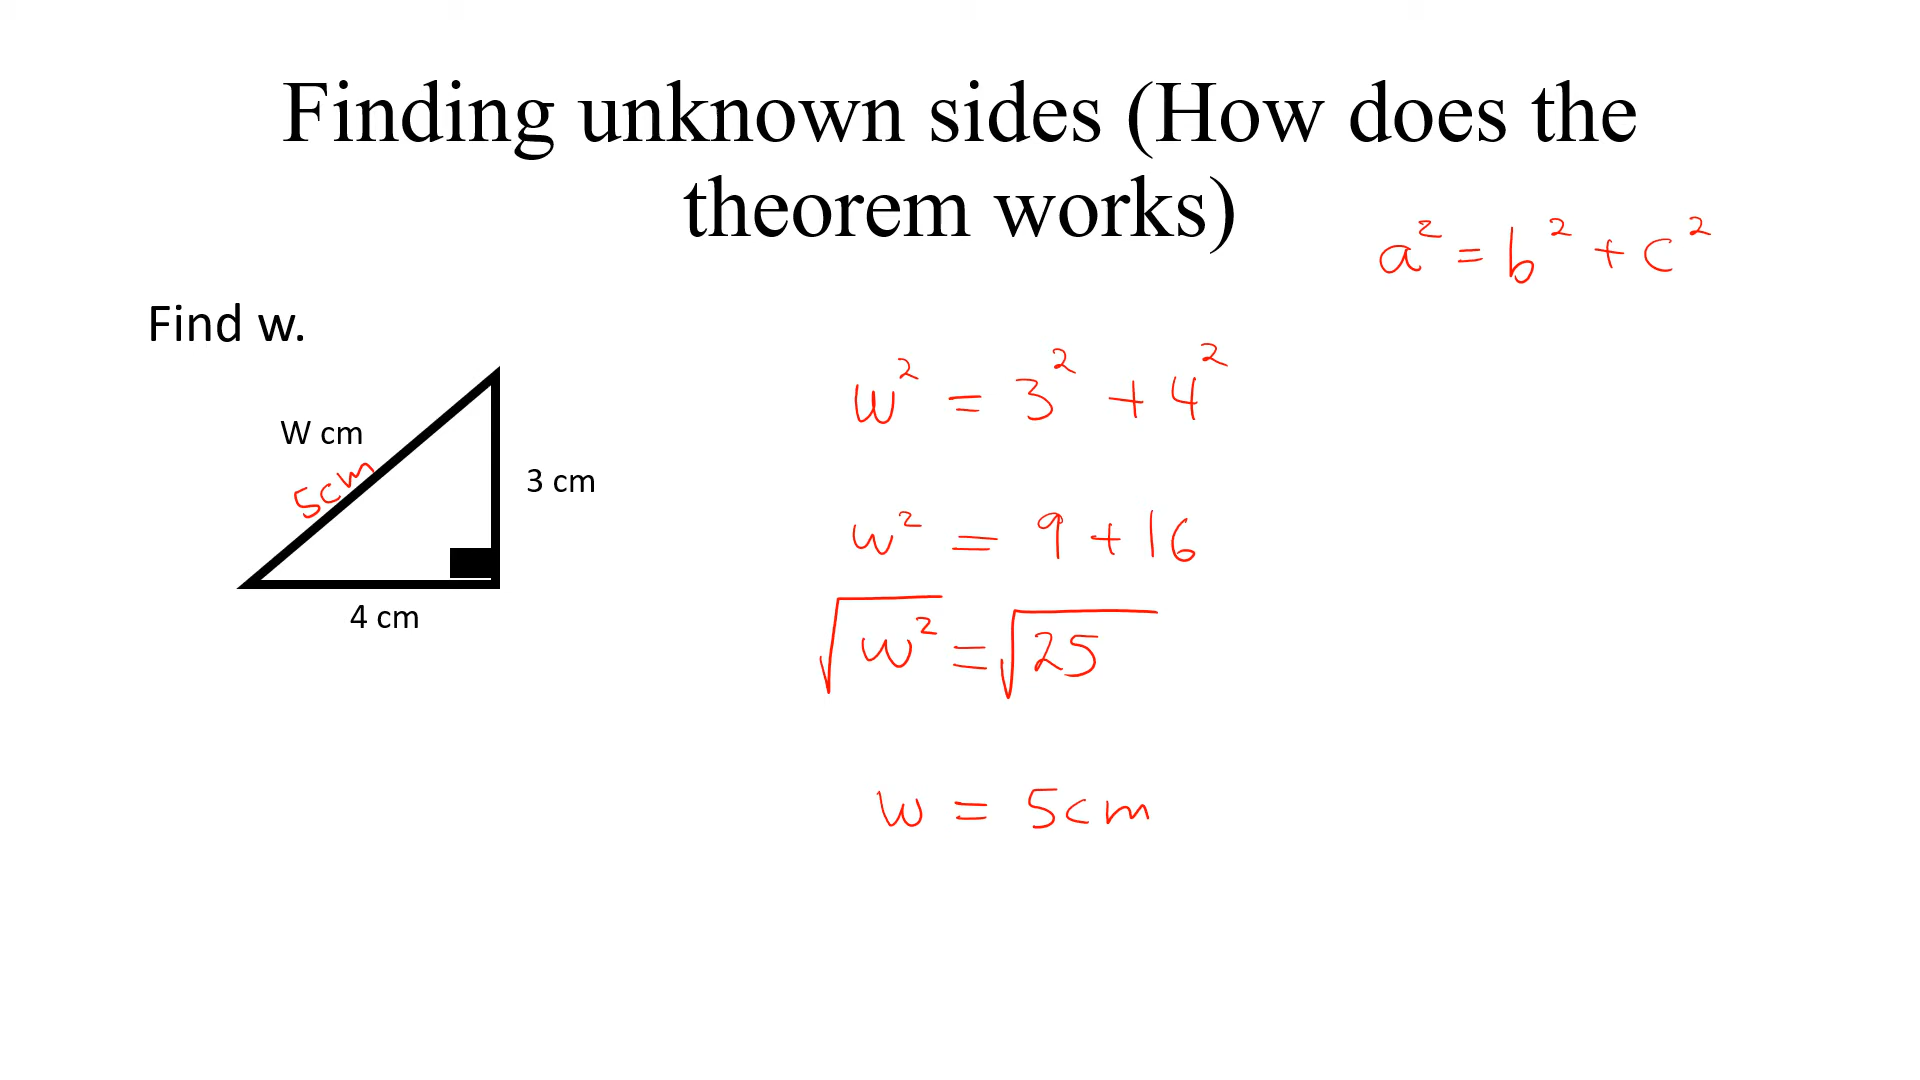 Finding unknown sides (How does the
theorem works)
a² = b² + c²
Find w.
w² = 3² + 4²
W cm
5cm
3 cm
w² = 9 + 16
4 cm
√w² = √25
w = 5cm